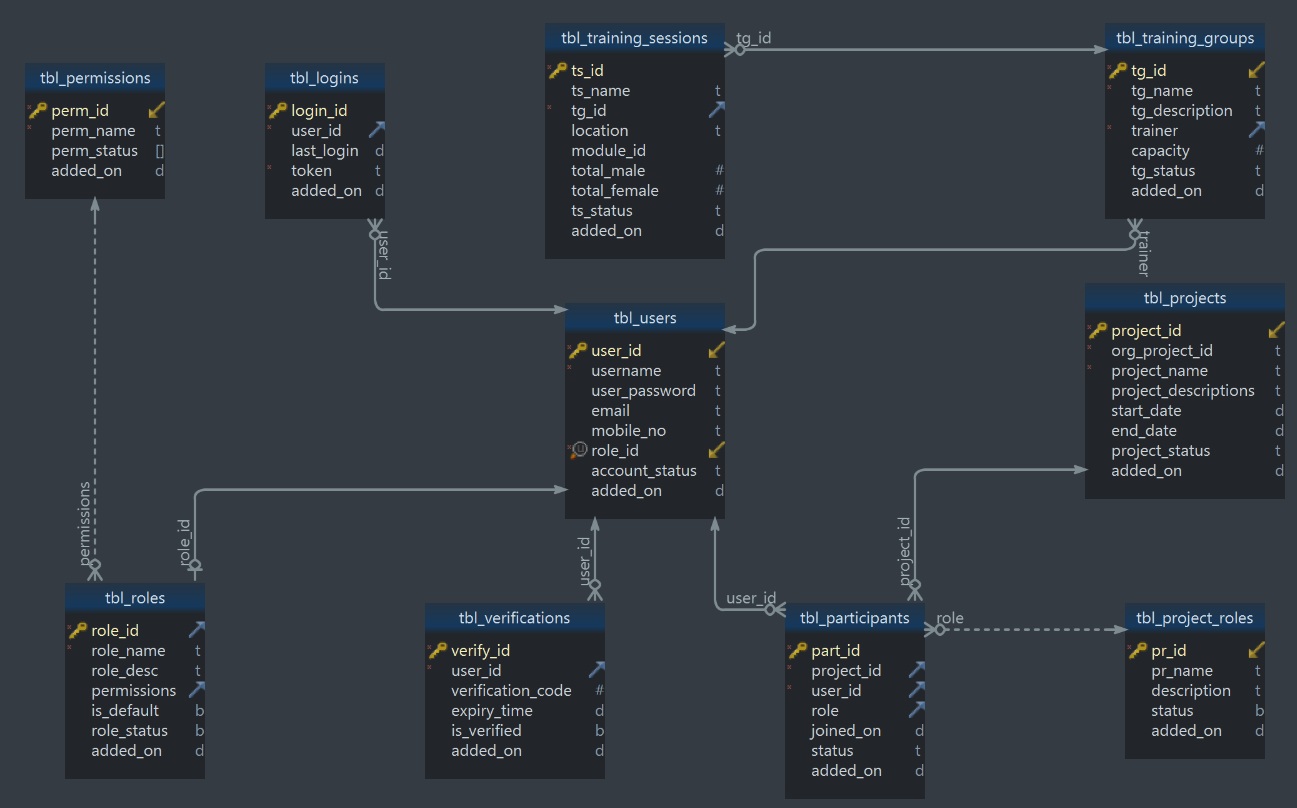 tbl_permissions
perm_id
perm_name t
perm_status []
added_on d
tbl_logins
login_id
user_id
last_login d
token t
added_on d
tbl_training_sessions
ts_id
ts_name t
tg_id
location t
module_id
total_male #
total_female #
ts_status t
added_on d
tg_id
tbl_training_groups
tg_id
tg_name t
tg_description t
trainer
capacity #
tg_status t
added_on d
user_id
trainer
tbl_users
user_id
username t
user_password t
email t
mobile_no t
u role_id
account_status t
added_on d
tbl_projects
project_id
org_project_id t
project_name t
project_descriptions t
start_date d
end_date d
project_status t
added_on d
permissions
role_id
user_id
user_id
project_id
role
tbl_roles
role_id
role_name t
role_desc t
permissions
is_default b
role_status b
added_on d
tbl_verifications
verify_id
user_id
verification_code #
expiry_time d
is_verified b
added_on d
tbl_participants
part_id
project_id
user_id
role
joined_on d
status t
added_on d
tbl_project_roles
pr_id
pr_name t
description t
status b
added_on d